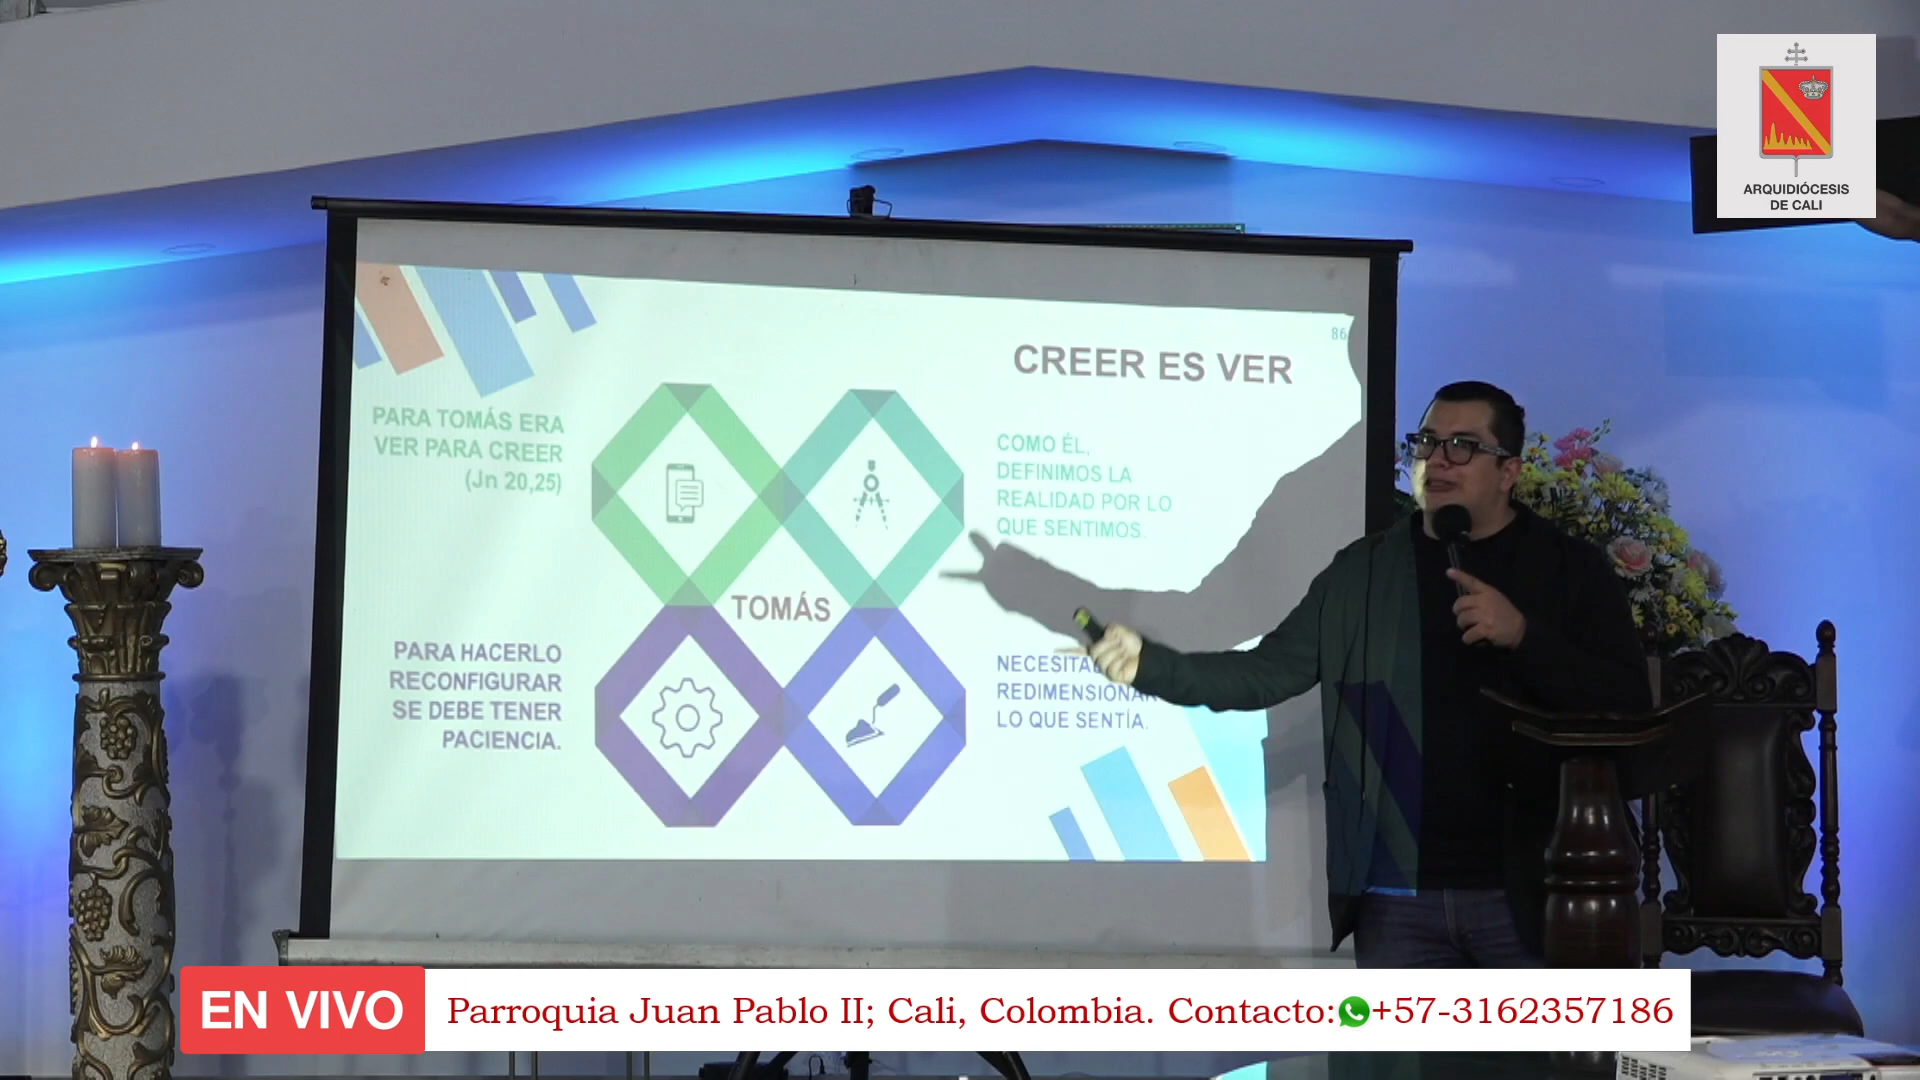 ARQUIDIÓCESIS
DE CALI
86
CREER ES VER
PARA TOMÁS ERA
VER PARA CREER
(Jn 20,25)
COMO ÉL,
DEFINIMOS LA
REALIDAD POR LO
QUE SENTIMOS.
TOMÁS
PARA HACERLO
RECONFIGURAR
SE DEBE TENER
PACIENCIA.
REDIMENSIONAR
LO QUE SENTÍA.
EN VIVO
Parroquia Juan Pablo II; Cali, Colombia. Contacto: +57-3162357186